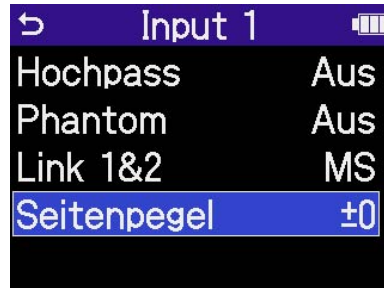 Input 1
Hochpass Aus
Phantom Aus
Link 1&2 MS
Seitenpegel ±0